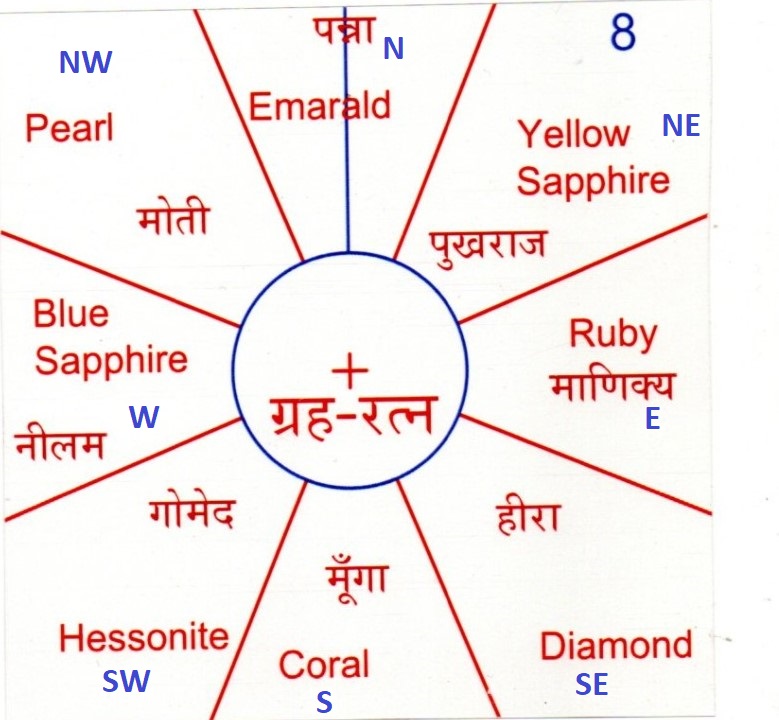 पन्ना
N
8
NW
Emarald
Pearl
Yellow
Sapphire
NE
मोती
पुखराज
Blue
Sapphire
नीलम
W
Ruby
माणिक्य
E
+
ग्रह-रत्न
गोमेद
Hessonite
SW
मूँगा
Coral
S
हीरा
Diamond
SE